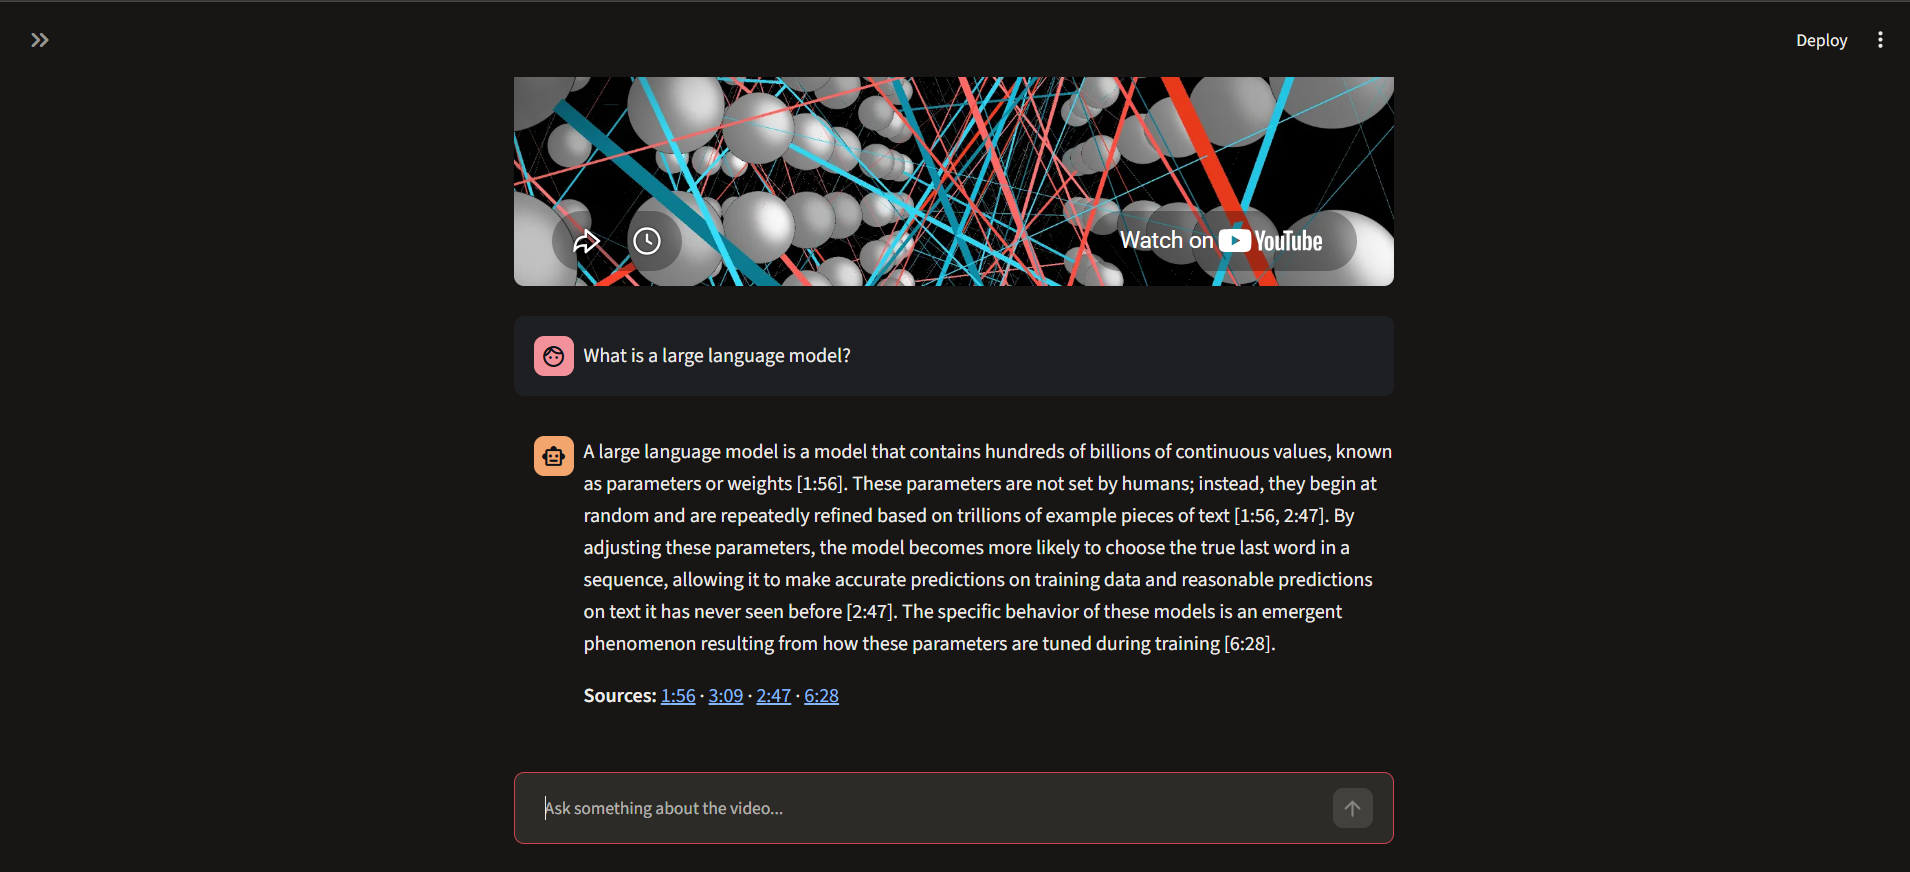 Deploy
Watch on YouTube
What is a large language model?
A large language model is a model that contains hundreds of billions of continuous values, known
as parameters or weights [1:56]. These parameters are not set by humans; instead, they begin at
random and are repeatedly refined based on trillions of example pieces of text [1:56, 2:47]. By
adjusting these parameters, the model becomes more likely to choose the true last word in a
sequence, allowing it to make accurate predictions on training data and reasonable predictions
on text it has never seen before [2:47]. The specific behavior of these models is an emergent
phenomenon resulting from how these parameters are tuned during training [6:28].
Sources: 1:56 · 3:09 · 2:47 · 6:28
Ask something about the video...